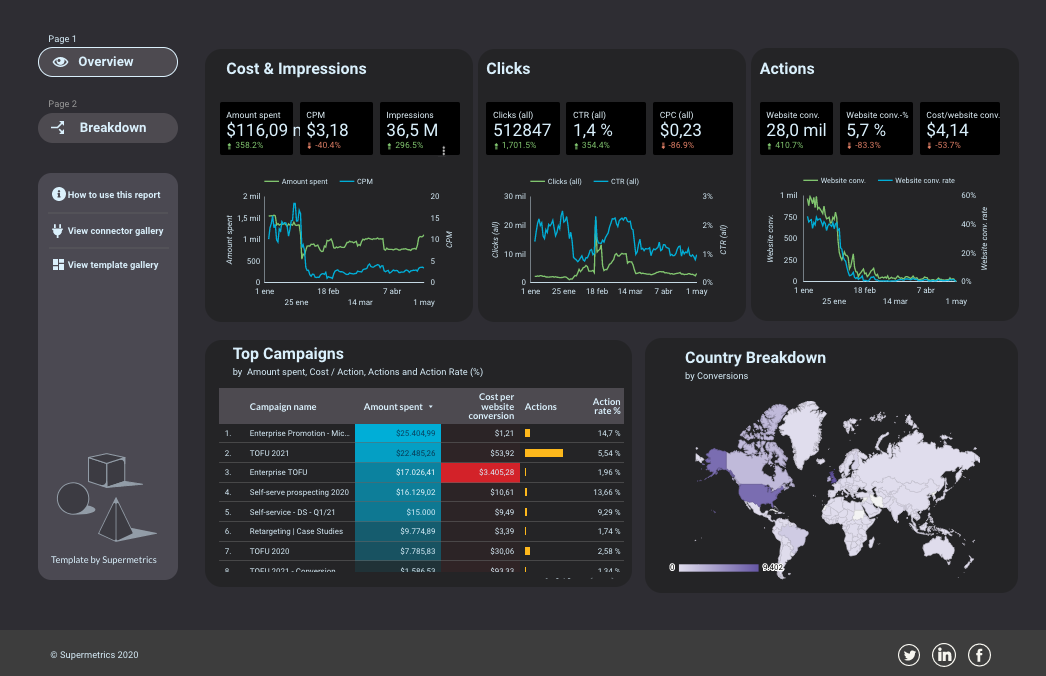 Page 1
Overview
Page 2
Breakdown
How to use this report
View connector gallery
View template gallery
Template by Supermetrics
Cost & Impressions
Amount spent
$116,09 
358.2%
CPM
$3,18
-40.4%
Impressions
36,5 M
296.5%
Amount spent CPM
2 mil
1,5 mil
1 mil
500
0
Amount spent
20
15
10
5
0
CPM
1 ene 18 feb 7 abr
25 ene 14 mar 1 may
Clicks
Clicks (all)
512847
1,701.5%
CTR (all)
1,4 %
354.4%
CPC (all)
$0,23
-86.9%
Clicks (all) CTR (all)
30 mil
20 mil
10 mil
0
Clicks (all)
3%
2%
1%
0%
CTR (all)
1 ene 25 ene 18 feb 14 mar 7 abr 1 may
Actions
Website conv.
28,0 mil
410.7%
Website conv.-%
5,7 %
-83.3%
Cost/website conv.
$4,14
-53.7%
Website conv. Website conv. rate
1 mil
750
500
250
0
Website conv.
60%
40%
20%
0%
Website conv. rate
1 ene 18 feb 7 abr
25 ene 14 mar 1 may
Top Campaigns
by Amount spent, Cost / Action, Actions and Action Rate (%)
Campaign name Amount spent Cost per website conversion Actions Action rate %
1. Enterprise Promotion - Mic... $25.404,99 $1,21 14,7 %
2. TOFU 2021 $22.485,26 $53,92 5,54 %
3. Enterprise TOFU $17.026,41 $3.405,28 1,96 %
4. Self-serve prospecting 2020 $16.129,02 $10,61 13,66 %
5. Self-service - DS - Q1/21 $15.000 $9,49 9,29 %
6. Retargeting | Case Studies $9.774,89 $3,39 1,74 %
7. TOFU 2020 $7.785,83 $30,06 2,58 %
8. TOFU 2021 - Conversion $1.586,53 $93,33 1,34 %
Country Breakdown
by Conversions
0 9.402
© Supermetrics 2020